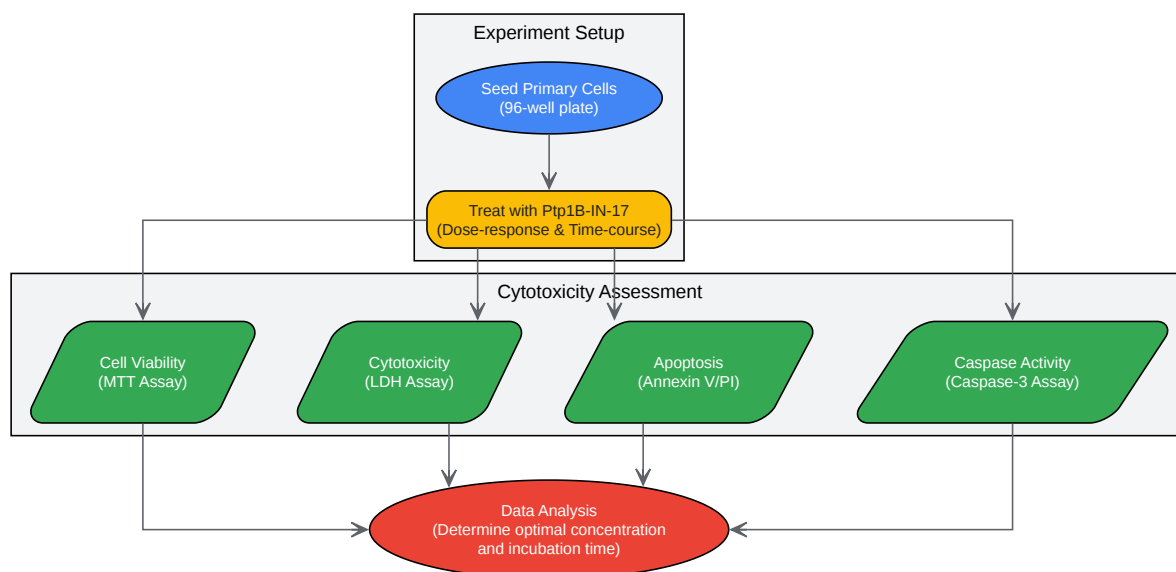 Experiment Setup
Seed Primary Cells
(96-well plate)
Treat with Ptp1B-IN-17
(Dose-response & Time-course)
Cytotoxicity Assessment
Cell Viability
(MTT Assay)
Cytotoxicity
(LDH Assay)
Apoptosis
(Annexin V/PI)
Caspase Activity
(Caspase-3 Assay)
Data Analysis
(Determine optimal concentration
and incubation time)